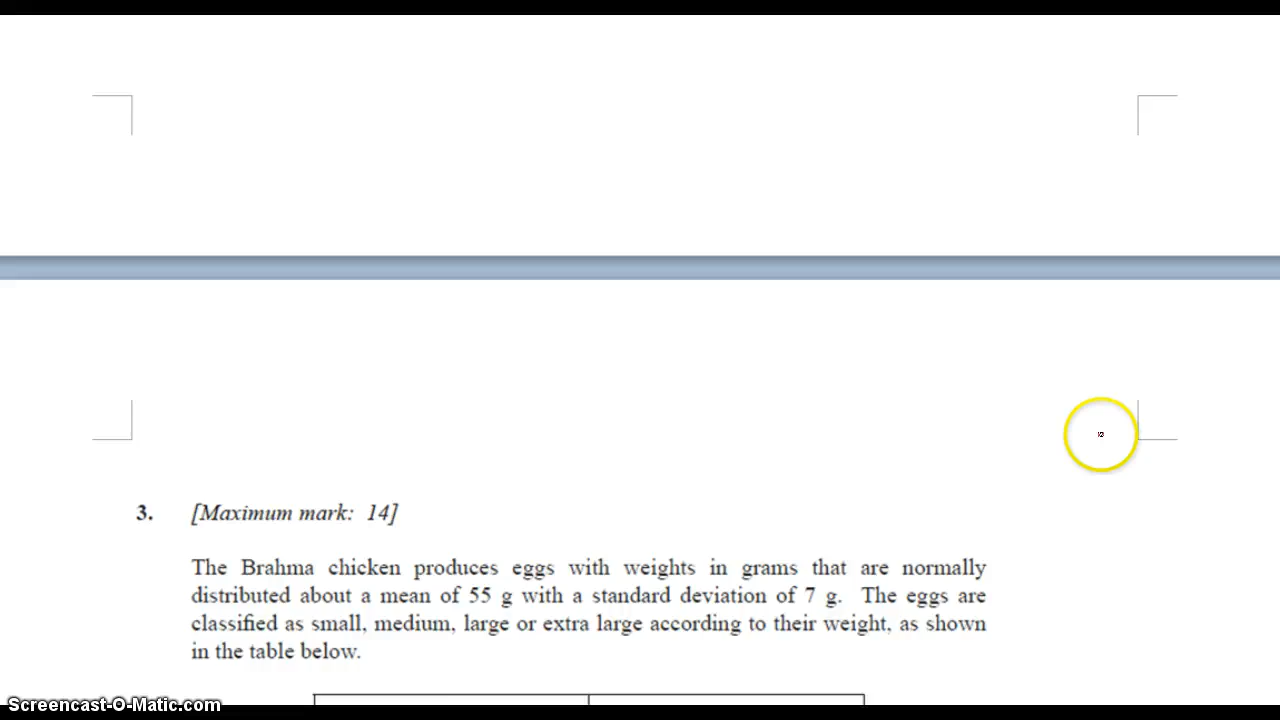 3. [Maximum mark: 14]
The Brahma chicken produces eggs with weights in grams that are normally
distributed about a mean of 55 g with a standard deviation of 7 g. The eggs are
classified as small, medium, large or extra large according to their weight, as shown
in the table below.
Screencast-O-Matic.com